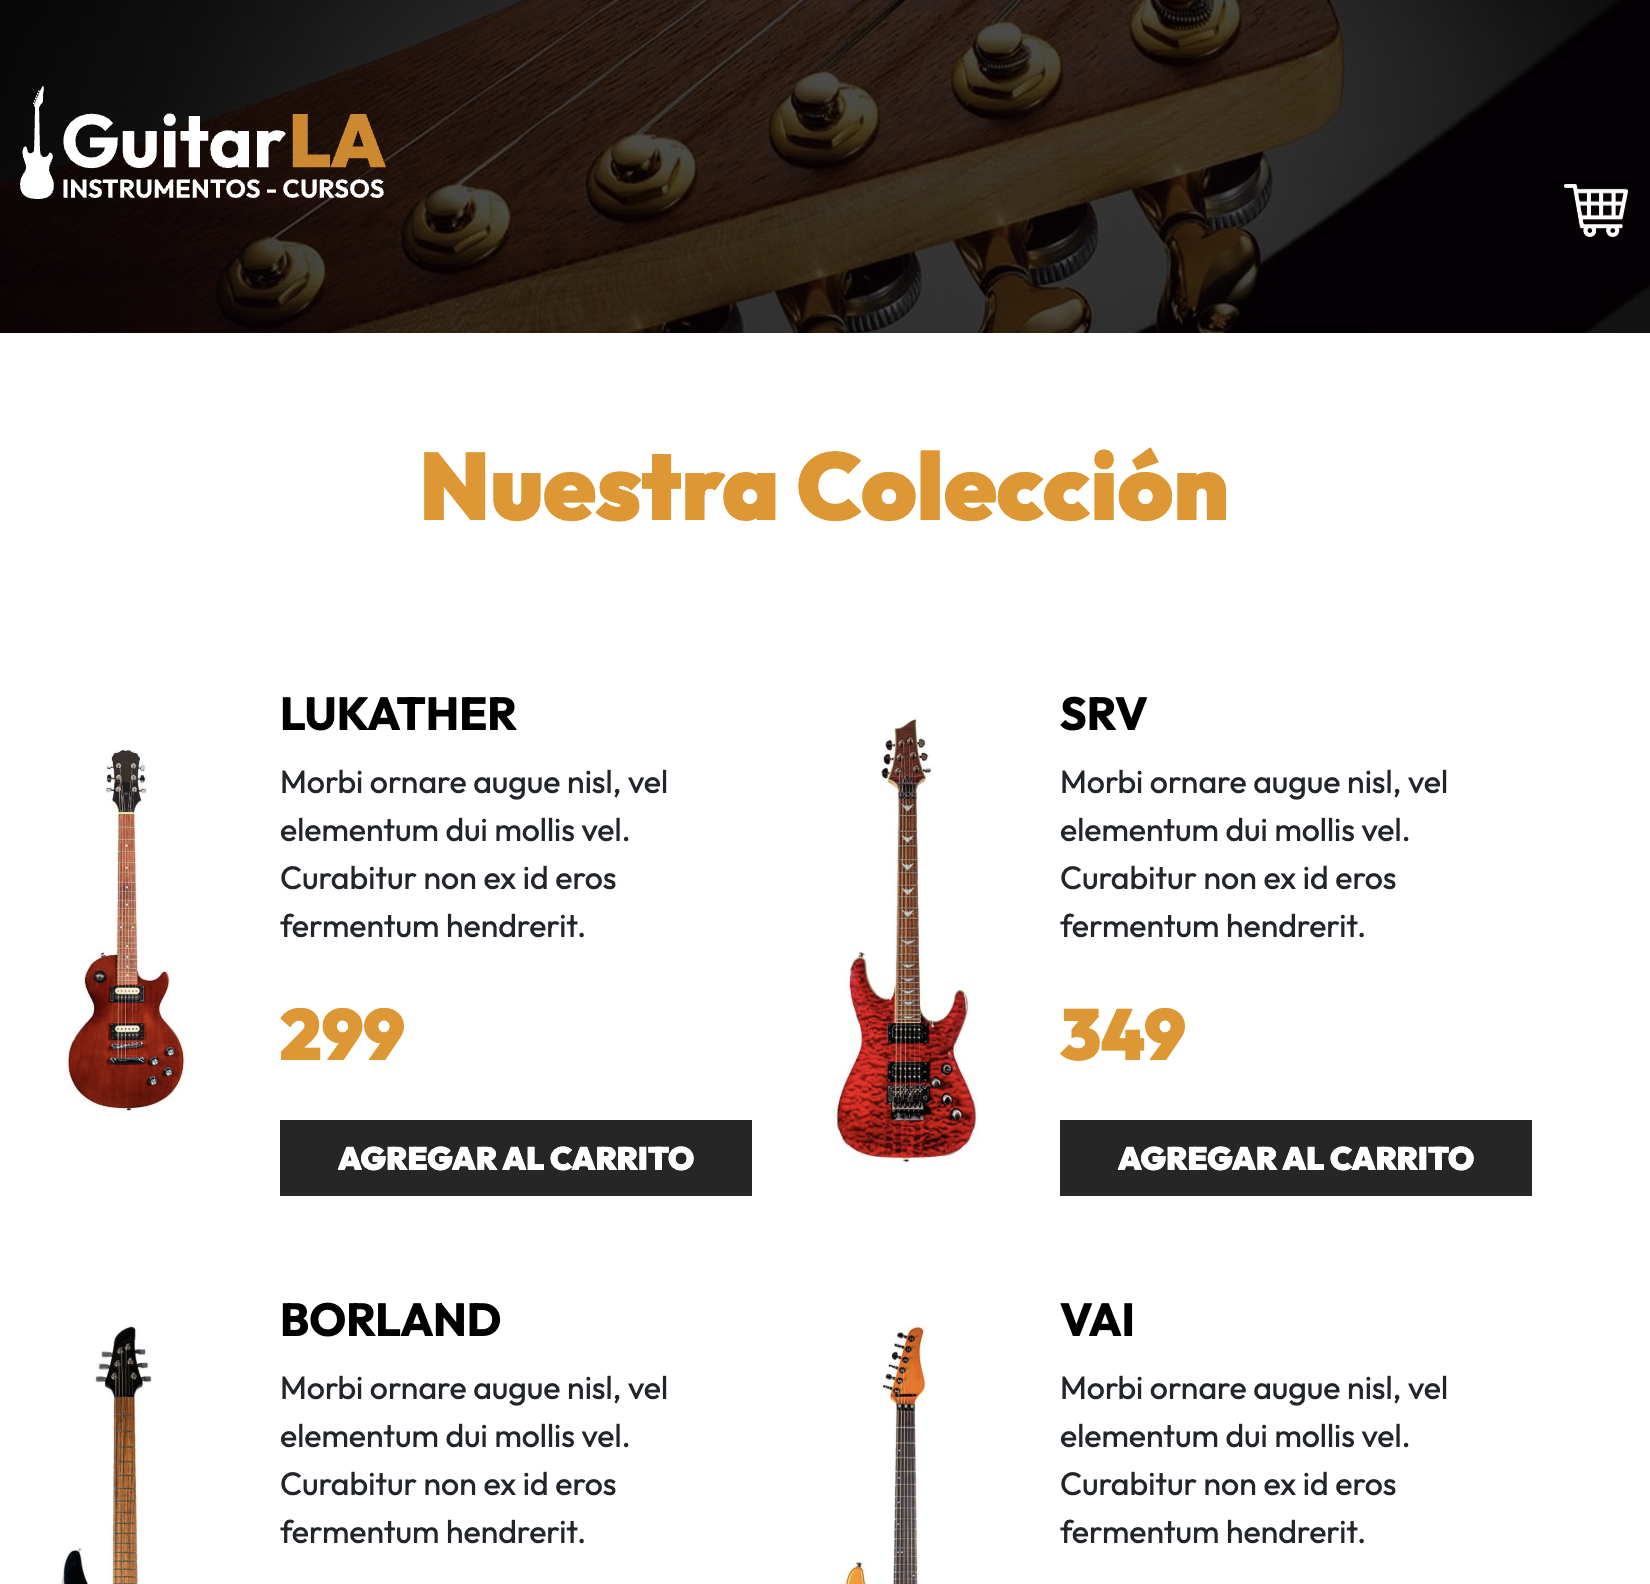 GuitarLA
INSTRUMENTOS - CURSOS
Nuestra Colección
LUKATHER
Morbi ornare augue nisl, vel
elementum dui mollis vel.
Curabitur non ex id eros
fermentum hendrerit.
299
AGREGAR AL CARRITO
SRV
Morbi ornare augue nisl, vel
elementum dui mollis vel.
Curabitur non ex id eros
fermentum hendrerit.
349
AGREGAR AL CARRITO
BORLAND
Morbi ornare augue nisl, vel
elementum dui mollis vel.
Curabitur non ex id eros
fermentum hendrerit.
VAI
Morbi ornare augue nisl, vel
elementum dui mollis vel.
Curabitur non ex id eros
fermentum hendrerit.